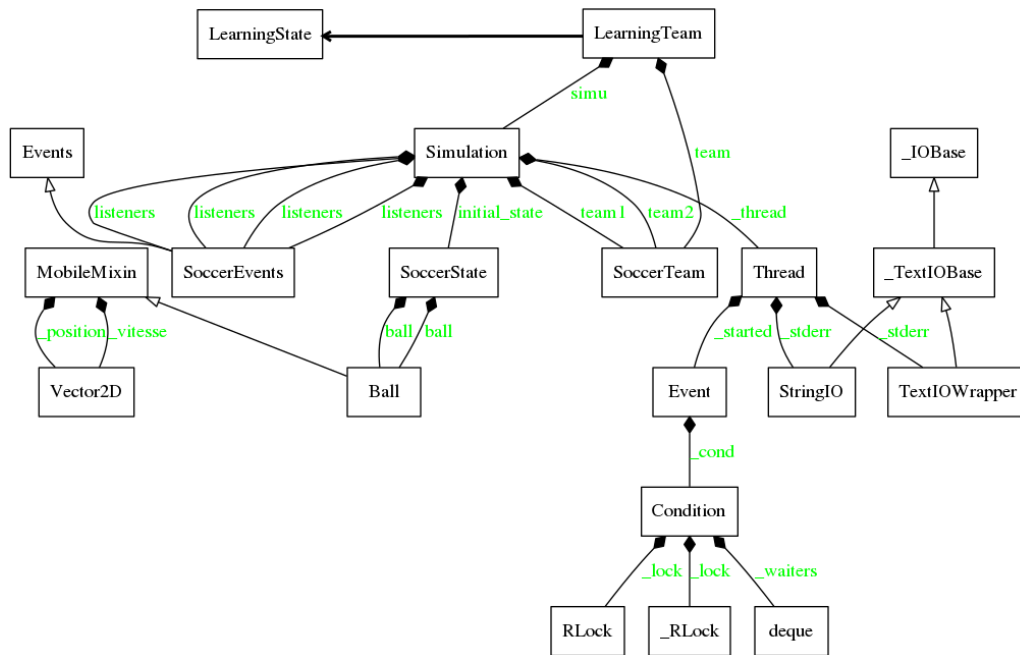 LearningState
LearningTeam
simu
Events
Simulation
team
_IOBase
listeners
listeners
listeners
listeners
initial_state
team1
team2
_thread
MobileMixin
SoccerEvents
SoccerState
SoccerTeam
Thread
_TextIOBase
_position
_vitesse
ball
ball
_started
_stderr
_stderr
Vector2D
Ball
Event
StringIO
TextIOWrapper
_cond
Condition
_lock
_lock
_waiters
RLock
_RLock
deque